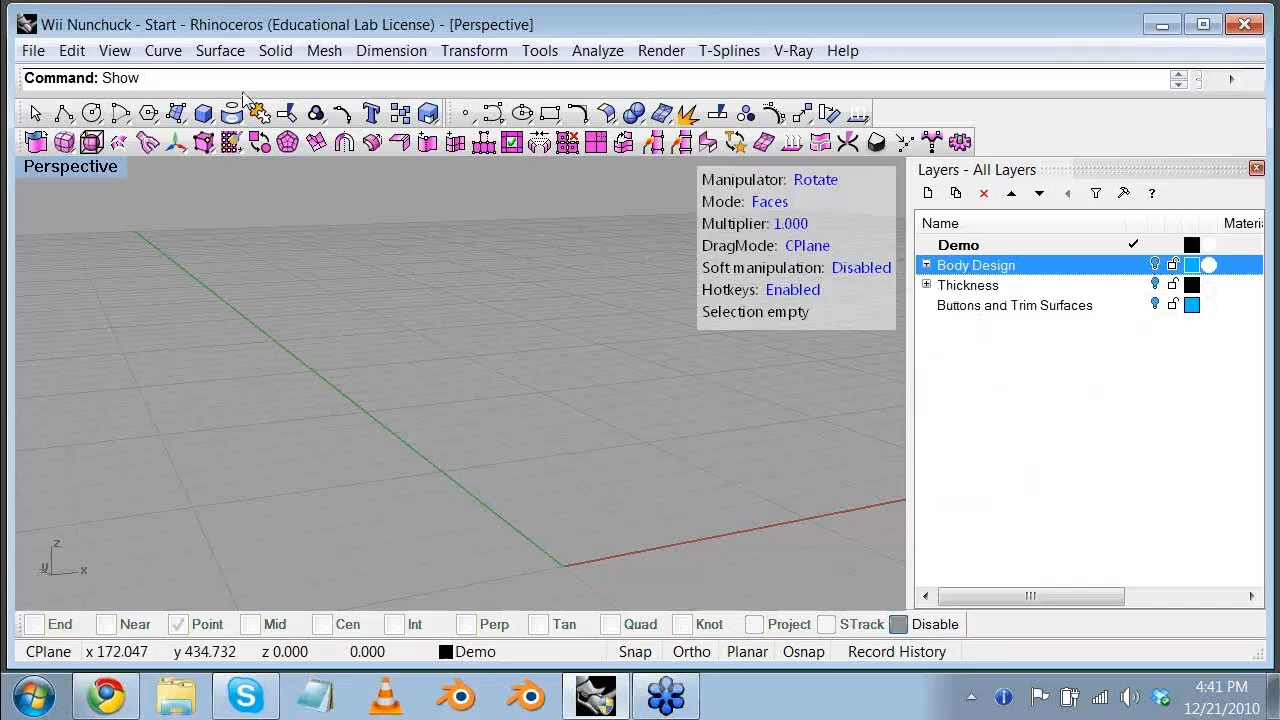 Wii Nunchuck - Start - Rhinoceros (Educational Lab License) - [Perspective]
File Edit View Curve Surface Solid Mesh Dimension Transform Tools Analyze Render T-Splines V-Ray Help
Command: Show
Perspective
Manipulator: Rotate
Mode: Faces
Multiplier: 1.000
DragMode: CPlane
Soft manipulation: Disabled
Hotkeys: Enabled
Selection empty
Layers - All Layers
Name Materi
Demo
Body Design
Thickness
Buttons and Trim Surfaces
z
y x
End Near Point Mid Cen Int Perp Tan Quad Knot Project STrack Disable
CPlane x 172.047 y 434.732 z 0.000 0.000 Demo Snap Ortho Planar Osnap Record History
4:41 PM
12/21/2010